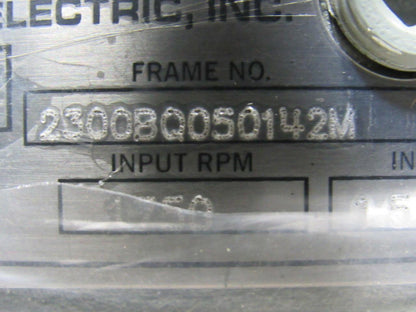 ELECTRIC, INC.
FRAME NO.
2300BQ050142M
INPUT RPM